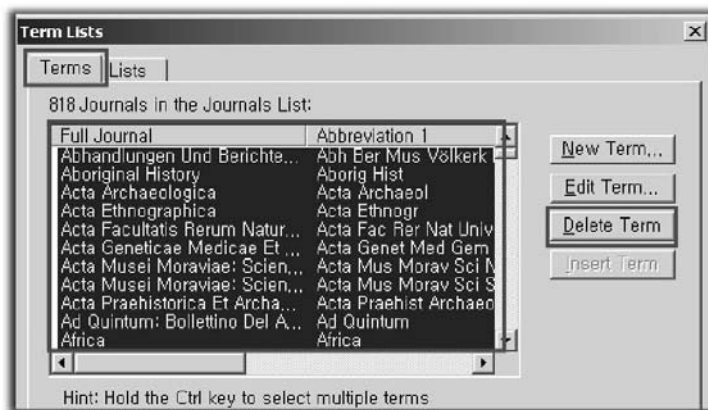 Term Lists
Terms Lists
818 Journals in the Journals List:
Full Journal Abbreviation 1
Abhandlungen Und Berichte... Abh Ber Mus Völkerk
Aboriginal History Aborig Hist
Acta Archaeologica Acta Archaeol
Acta Ethnographica Acta Ethnogr
Acta Facultatis Rerum Natur... Acta Fac Rer Nat Univ
Acta Geneticae Medicae Et ... Acta Genet Med Gem
Acta Musei Moraviae: Scien... Acta Mus Morav Sci N
Acta Musei Moraviae: Scien... Acta Mus Morav Sci S
Acta Praehistorica Et Archa... Acta Praehist Archaeo
Ad Quintum: Bollettino Del A... Ad Quintum
Africa Africa
New Term...
Edit Term...
Delete Term
Insert Term
Hint: Hold the Ctrl key to select multiple terms